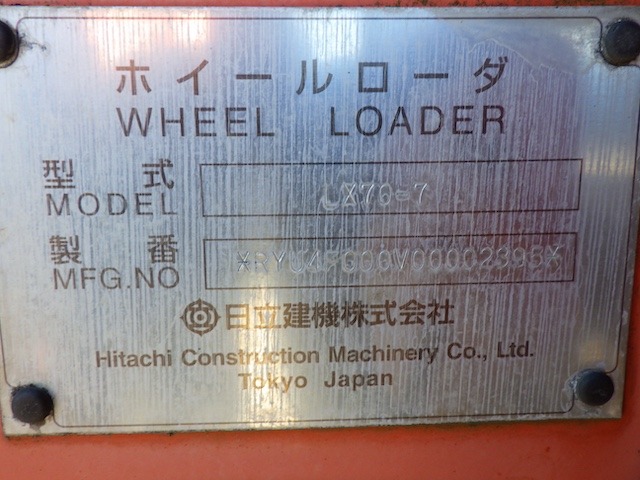 ホイールローダ
WHEEL LOADER
型式
MODEL
LX70-7
製番
MFG.NO
日立建機株式会社
Hitachi Construction Machinery Co., Ltd.
Tokyo Japan